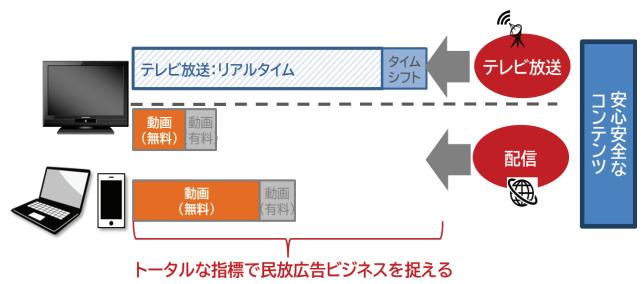 テレビ放送：リアルタイム
タイム
シフト
テレビ放送
動画
（無料）
動画
（有料）
配信
動画
（無料）
動画
（有料）
安心安全な
コンテンツ
トータルな指標で民放広告ビジネスを捉える